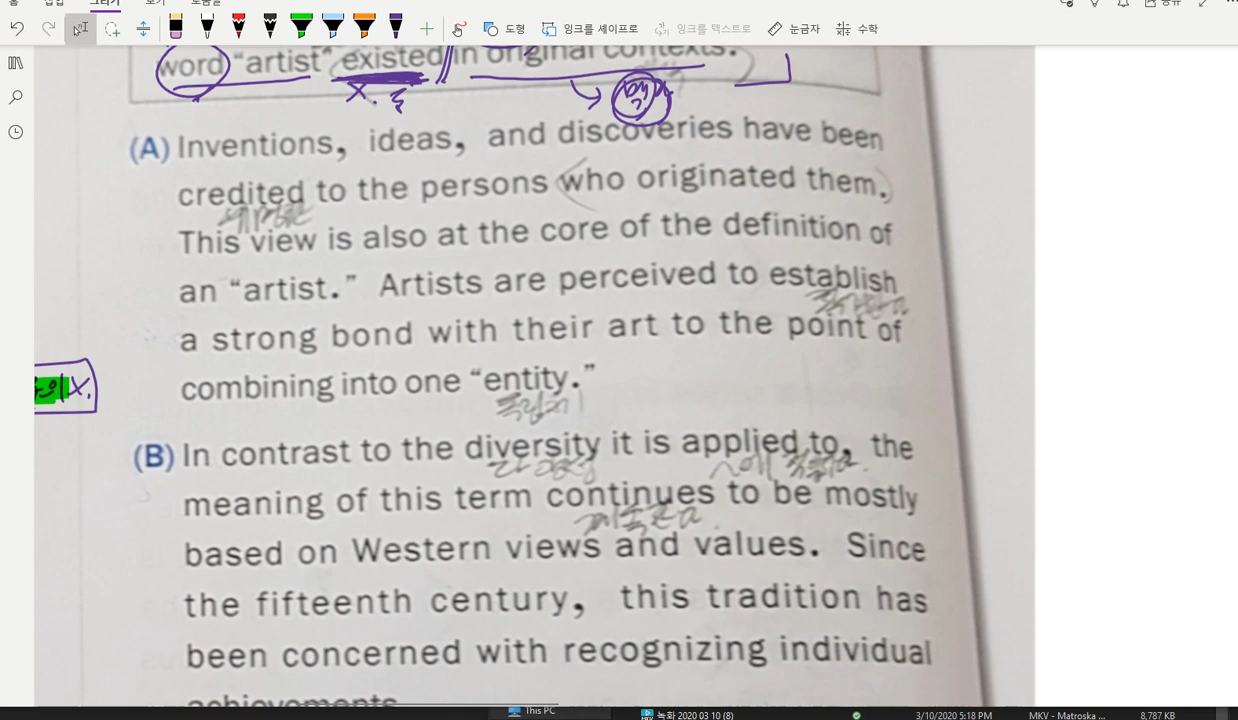 도형
잉크를 셰이프로
잉크를 텍스트로
눈금자
수학
word "artist" existed in original contexts.
X.
(A) Inventions, ideas, and discoveries have been
credited to the persons who originated them.
This view is also at the core of the definition of
an “artist.” Artists are perceived to establish
a strong bond with their art to the point of
combining into one “entity.”
X.
(B) In contrast to the diversity it is applied to, the
다양성
meaning of this term continues to be mostly
based on Western views and values. Since
the fifteenth century, this tradition has
been concerned with recognizing individual
achievements
This PC
녹화 2020 03 10 (8)
3/10/2020 5:18 PM
MKV - Matroska ...
8,787 KB